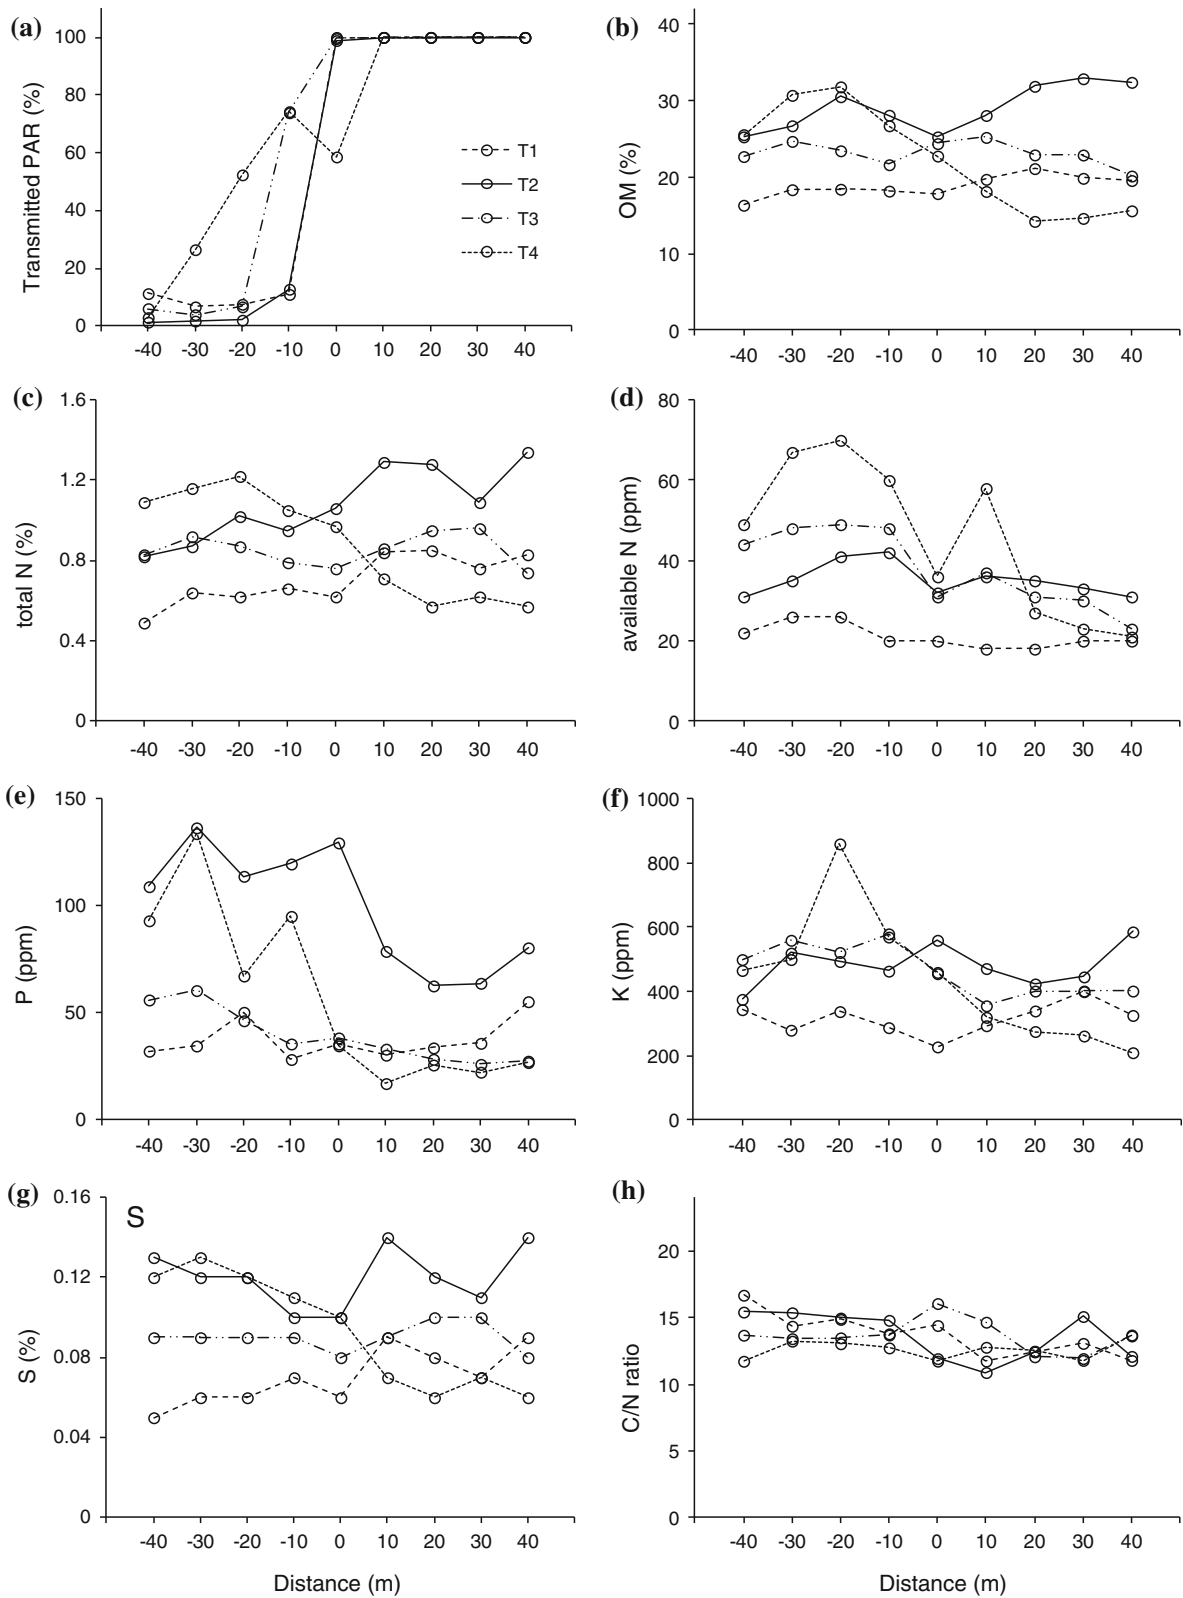 (a)
Transmitted PAR (%)
100
80
60
40
20
0
-40 -30 -20 -10 0 10 20 30 40
T1
T2
T3
T4
(b)
OM (%)
40
30
20
10
0
-40 -30 -20 -10 0 10 20 30 40
(c)
total N (%)
1.6
1.2
0.8
0.4
0
-40 -30 -20 -10 0 10 20 30 40
(d)
available N (ppm)
80
60
40
20
0
-40 -30 -20 -10 0 10 20 30 40
(e)
P (ppm)
150
100
50
0
-40 -30 -20 -10 0 10 20 30 40
(f)
K (ppm)
1000
800
600
400
200
0
-40 -30 -20 -10 0 10 20 30 40
(g)
S
S (%)
0.16
0.12
0.08
0.04
0
-40 -30 -20 -10 0 10 20 30 40
Distance (m)
(h)
C/N ratio
20
15
10
5
0
-40 -30 -20 -10 0 10 20 30 40
Distance (m)